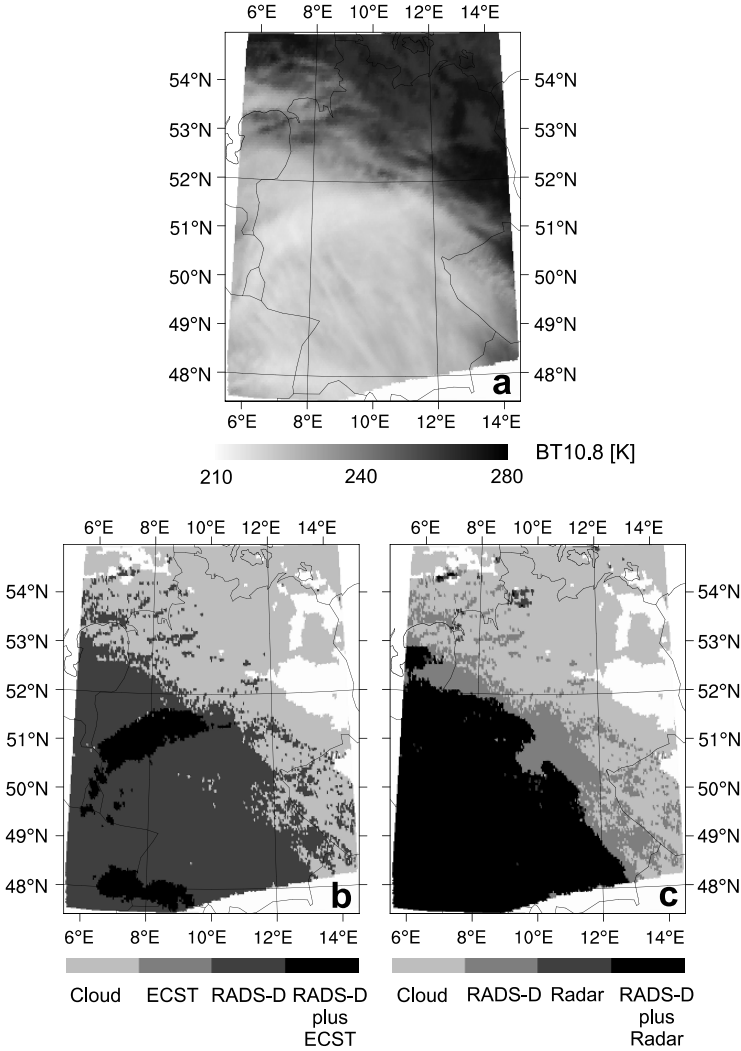 6°E 8°E 10°E 12°E 14°E
54°N 54°N
53°N 53°N
52°N 52°N
51°N 51°N
50°N 50°N
49°N 49°N
48°N 48°N
a
6°E 8°E 10°E 12°E 14°E
BT10.8 [K]
210 240 280
6°E 8°E 10°E 12°E 14°E
6°E 8°E 10°E 12°E 14°E
54°N 54°N
53°N 53°N
52°N 52°N
51°N 51°N
50°N 50°N
49°N 49°N
48°N 48°N
b
c
6°E 8°E 10°E 12°E 14°E
6°E 8°E 10°E 12°E 14°E
Cloud ECST RADS-D RADS-D
plus
ECST
Cloud RADS-D Radar RADS-D
plus
Radar